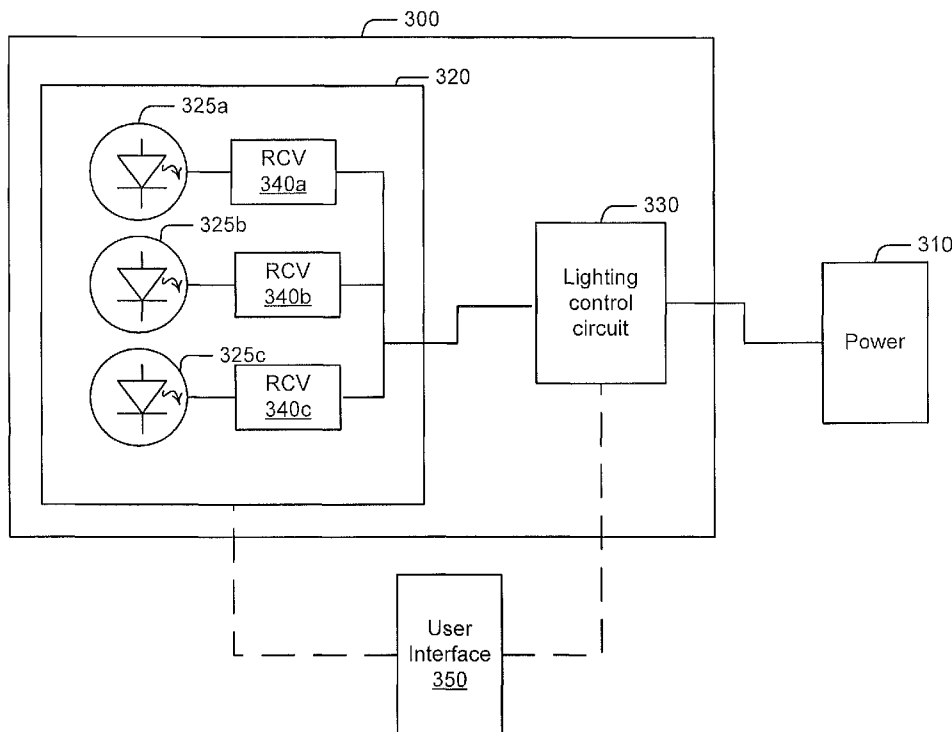 300
320
325a
RCV
340a
325b
RCV
340b
325c
RCV
340c
330
Lighting
control
circuit
310
Power
User
Interface
350